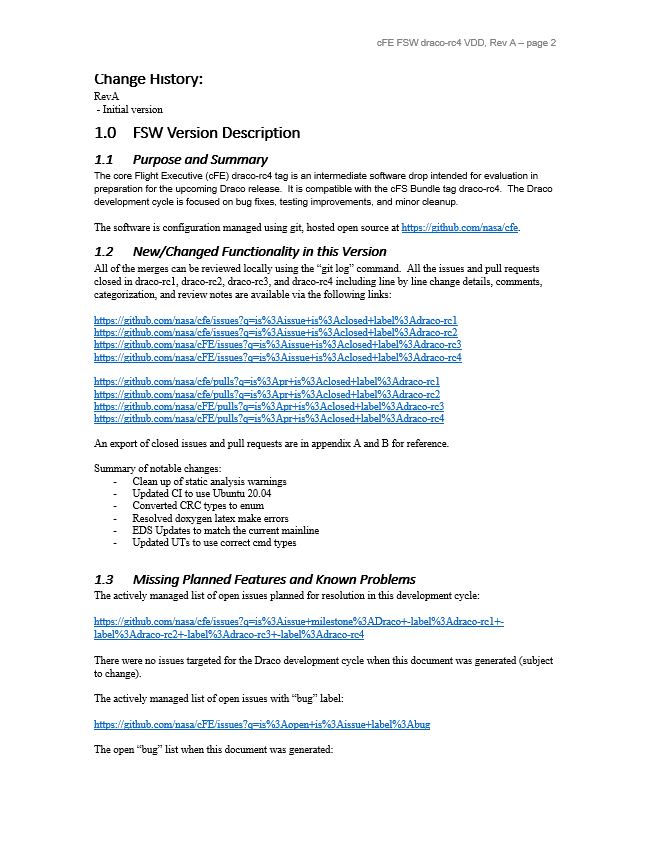 cFE FSW draco-rc4 VDD, Rev A – page 2
Change History:
RevA
- Initial version
1.0 FSW Version Description
1.1 Purpose and Summary
The core Flight Executive (cFE) draco-rc4 tag is an intermediate software drop intended for evaluation in
preparation for the upcoming Draco release. It is compatible with the cFS Bundle tag draco-rc4. The Draco
development cycle is focused on bug fixes, testing improvements, and minor cleanup.
The software is configuration managed using git, hosted open source at https://github.com/nasa/cfe.
1.2 New/Changed Functionality in this Version
All of the merges can be reviewed locally using the “git log” command. All the issues and pull requests
closed in draco-rc1, draco-rc2, draco-rc3, and draco-rc4 including line by line change details, comments,
categorization, and review notes are available via the following links:
https://github.com/nasa/cfe/issues?q=is%3Aissue+is%3Aclosed+label%3Adraco-rc1
https://github.com/nasa/cfe/issues?q=is%3Aissue+is%3Aclosed+label%3Adraco-rc2
https://github.com/nasa/cFE/issues?q=is%3Aissue+is%3Aclosed+label%3Adraco-rc3
https://github.com/nasa/cFE/issues?q=is%3Aissue+is%3Aclosed+label%3Adraco-rc4
https://github.com/nasa/cfe/pulls?q=is%3Apr+is%3Aclosed+label%3Adraco-rc1
https://github.com/nasa/cfe/pulls?q=is%3Apr+is%3Aclosed+label%3Adraco-rc2
https://github.com/nasa/cFE/pulls?q=is%3Apr+is%3Aclosed+label%3Adraco-rc3
https://github.com/nasa/cFE/pulls?q=is%3Apr+is%3Aclosed+label%3Adraco-rc4
An export of closed issues and pull requests are in appendix A and B for reference.
Summary of notable changes:
- Clean up of static analysis warnings
- Updated CI to use Ubuntu 20.04
- Converted CRC types to enum
- Resolved doxygen latex make errors
- EDS Updates to match the current mainline
- Updated UTs to use correct cmd types
1.3 Missing Planned Features and Known Problems
The actively managed list of open issues planned for resolution in this development cycle:
https://github.com/nasa/cfe/issues?q=is%3Aissue+milestone%3ADraco+-label%3Adraco-rc1+-
label%3Adraco-rc2+-label%3Adraco-rc3+-label%3Adraco-rc4
There were no issues targeted for the Draco development cycle when this document was generated (subject
to change).
The actively managed list of open issues with “bug” label:
https://github.com/nasa/cFE/issues?q=is%3Aopen+is%3Aissue+label%3Abug
The open “bug” list when this document was generated: